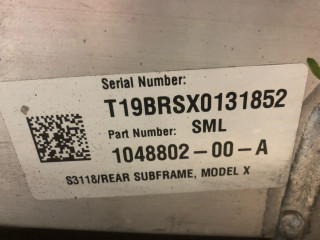 Serial Number:
T19BRSX0131852
Part Number: SML
1048802-00-A
S3118/REAR SUBFRAME, MODEL X